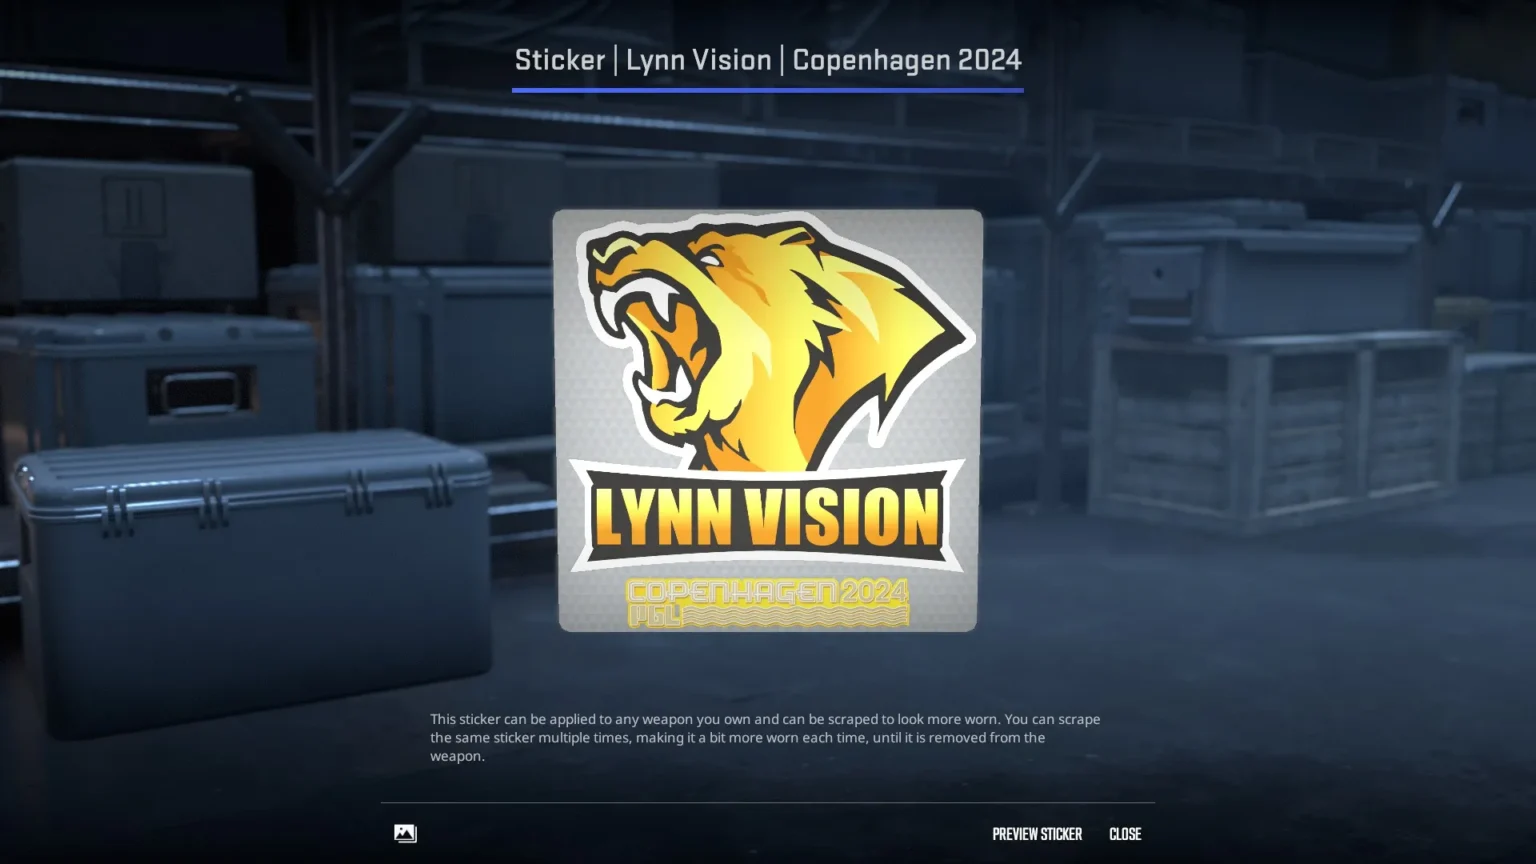 Sticker | Lynn Vision | Copenhagen 2024
LYNN VISION
COPENHAGEN 2024
PGL
This sticker can be applied to any weapon you own and can be scraped to look more worn. You can scrape
the same sticker multiple times, making it a bit more worn each time, until it is removed from the
weapon.
PREVIEW STICKER CLOSE